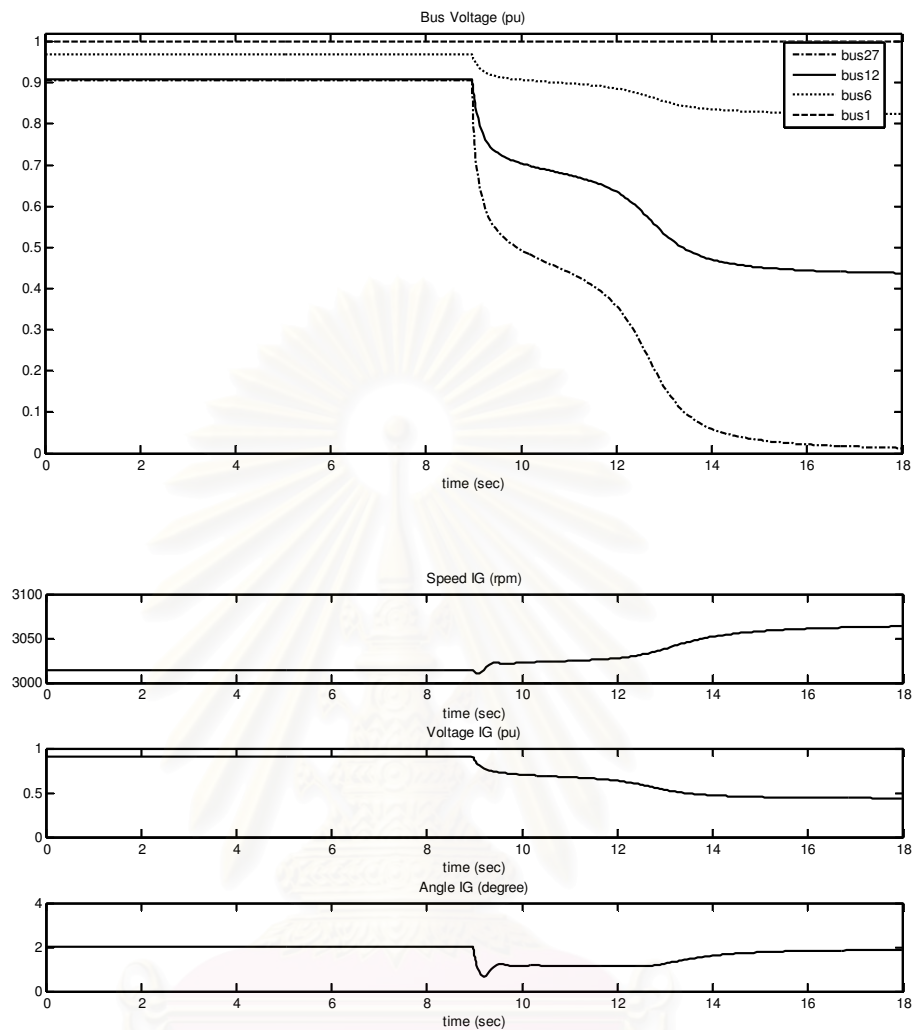 Bus Voltage (pu)
1
0.9
0.8
0.7
0.6
0.5
0.4
0.3
0.2
0.1
0
bus27
bus12
bus6
bus1
0 2 4 6 8 10 12 14 16 18
time (sec)
Speed IG (rpm)
3100
3050
3000
0 2 4 6 8 10 12 14 16 18
time (sec)
Voltage IG (pu)
1
0.5
0
0 2 4 6 8 10 12 14 16 18
time (sec)
Angle IG (degree)
4
2
0
0 2 4 6 8 10 12 14 16 18
time (sec)